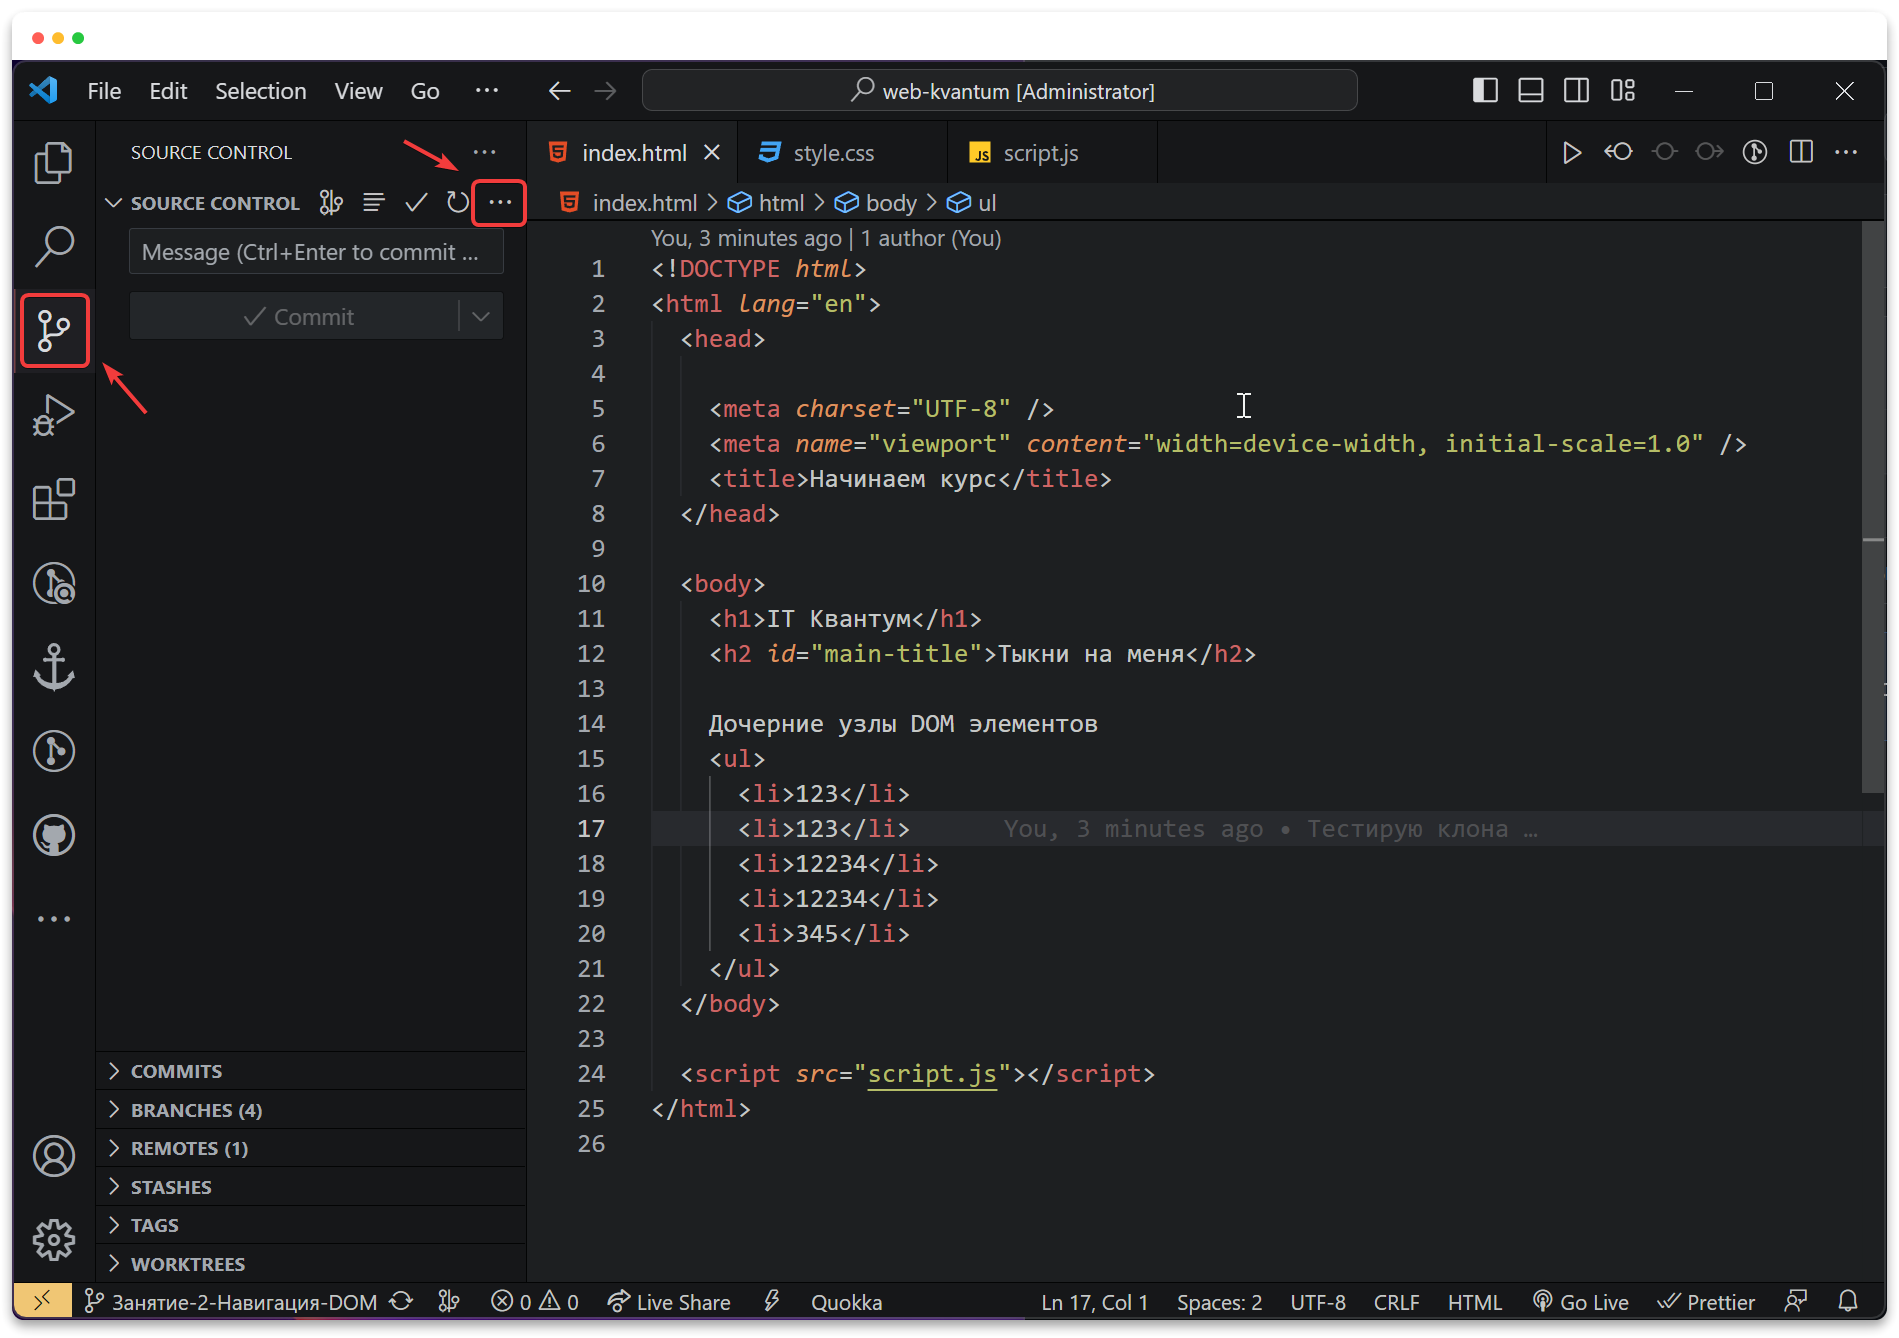 File Edit Selection View Go ··· web-kvantum [Administrator]
SOURCE CONTROL ···
SOURCE CONTROL ···
Message (Ctrl+Enter to commit ...
Commit
COMMITS
BRANCHES (4)
REMOTES (1)
STASHES
TAGS
WORKTREES
index.html style.css JS script.js
index.html > html > body > ul
You, 3 minutes ago | 1 author (You)
1 <!DOCTYPE html>
2 <html lang="en">
3 <head>
4
5 <meta charset="UTF-8" />
6 <meta name="viewport" content="width=device-width, initial-scale=1.0" />
7 <title>Начинаем курс</title>
8 </head>
9
10 <body>
11 <h1>IT Квантум</h1>
12 <h2 id="main-title">Тыкни на меня</h2>
13
14 Дочерние узлы DOM элементов
15 <ul>
16 <li>123</li>
17 <li>123</li> You, 3 minutes ago • Тестирую клона …
18 <li>12234</li>
19 <li>12234</li>
20 <li>345</li>
21 </ul>
22 </body>
23
24 <script src="script.js"></script>
25 </html>
26
Занятие-2-Навигация-DOM 0 0 Live Share Quokka Ln 17, Col 1 Spaces: 2 UTF-8 CRLF HTML Go Live Prettier